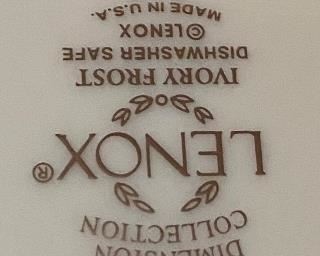 DIMENSION
COLLECTION
LENOX®
IVORY FROST
DISHWASHER SAFE
©LENOX
MADE IN U.S.A.